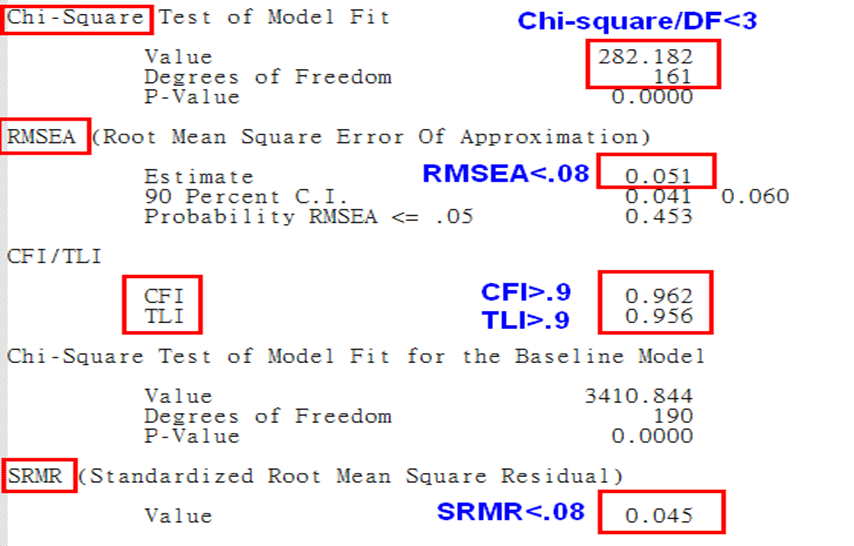 Chi-Square Test of Model Fit Chi-square/DF<3
Value 282.182
Degrees of Freedom 161
P-Value 0.0000
RMSEA (Root Mean Square Error Of Approximation)
Estimate RMSEA<.08 0.051
90 Percent C.I. 0.041 0.060
Probability RMSEA <= .05 0.453
CFI/TLI
CFI CFI>.9 0.962
TLI TLI>.9 0.956
Chi-Square Test of Model Fit for the Baseline Model
Value 3410.844
Degrees of Freedom 190
P-Value 0.0000
SRMR (Standardized Root Mean Square Residual)
Value SRMR<.08 0.045